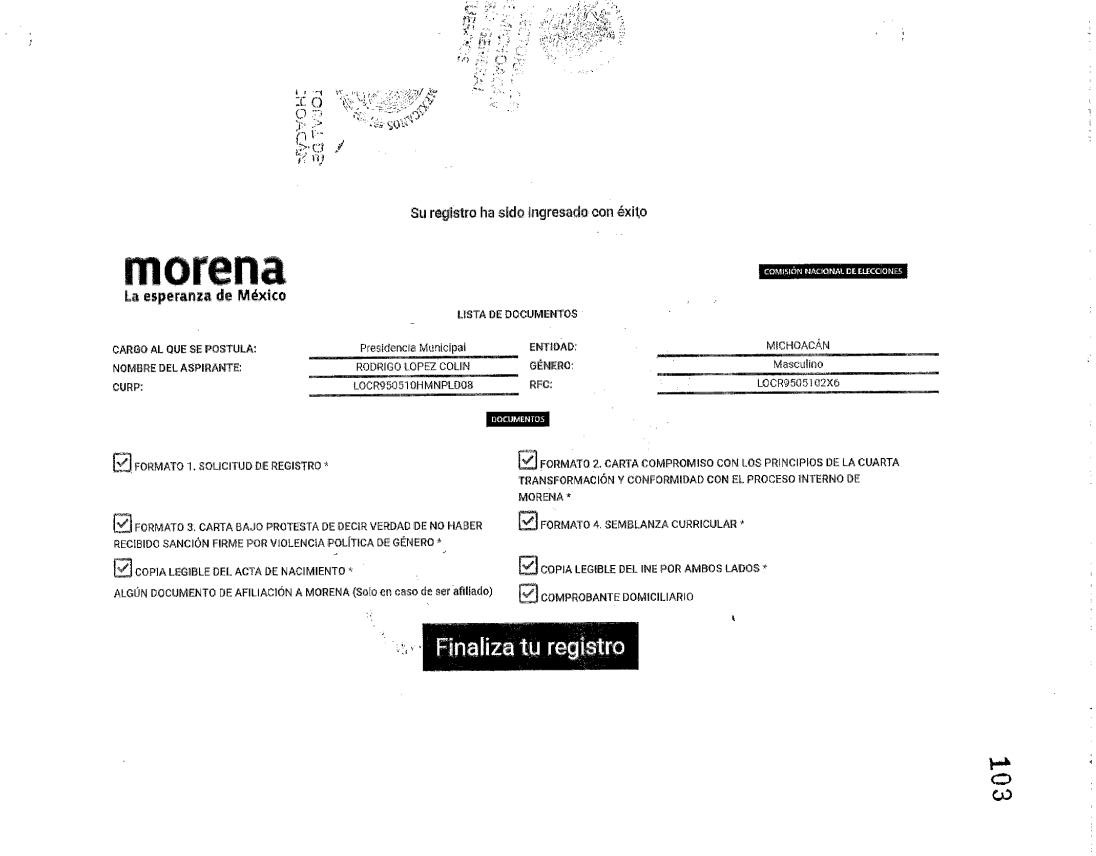 MEXICANOS
Su registro ha sido ingresado con éxito
morena
La esperanza de México
COMISIÓN NACIONAL DE ELECCIONES
LISTA DE DOCUMENTOS
CARGO AL QUE SE POSTULA: Presidencia Municipal ENTIDAD: MICHOACÁN
NOMBRE DEL ASPIRANTE: RODRIGO LOPEZ COLIN GÉNERO: Masculino
CURP: LOCR950510HMNPLD08 RFC: LOCR9505102X6
DOCUMENTOS
FORMATO 1. SOLICITUD DE REGISTRO *
FORMATO 2. CARTA COMPROMISO CON LOS PRINCIPIOS DE LA CUARTA
TRANSFORMACIÓN Y CONFORMIDAD CON EL PROCESO INTERNO DE
MORENA *
FORMATO 3. CARTA BAJO PROTESTA DE DECIR VERDAD DE NO HABER
RECIBIDO SANCIÓN FIRME POR VIOLENCIA POLÍTICA DE GÉNERO *
FORMATO 4. SEMBLANZA CURRICULAR *
COPIA LEGIBLE DEL ACTA DE NACIMIENTO *
COPIA LEGIBLE DEL INE POR AMBOS LADOS *
ALGÚN DOCUMENTO DE AFILIACIÓN A MORENA (Solo en caso de ser afiliado)
COMPROBANTE DOMICILIARIO
Finaliza tu registro
103